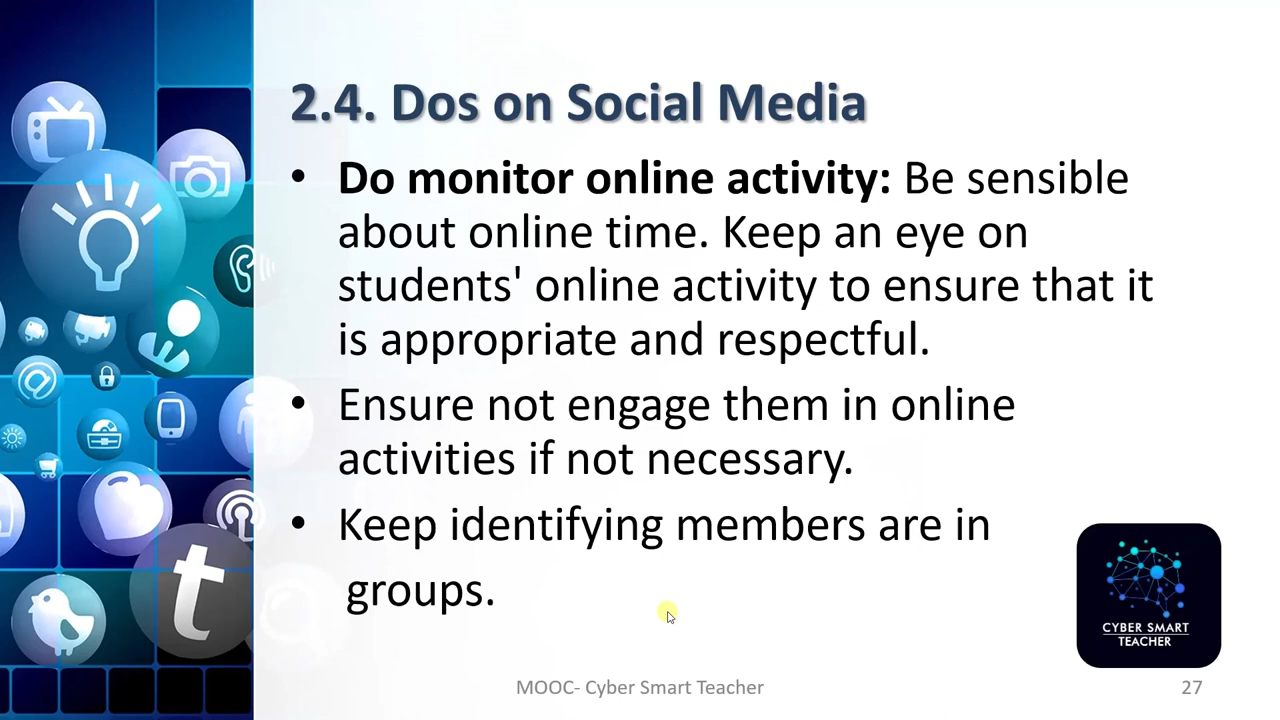 2.4. Dos on Social Media
• Do monitor online activity: Be sensible
about online time. Keep an eye on
students' online activity to ensure that it
is appropriate and respectful.
• Ensure not engage them in online
activities if not necessary.
• Keep identifying members are in
groups.
CYBER SMART
TEACHER
MOOC- Cyber Smart Teacher
27